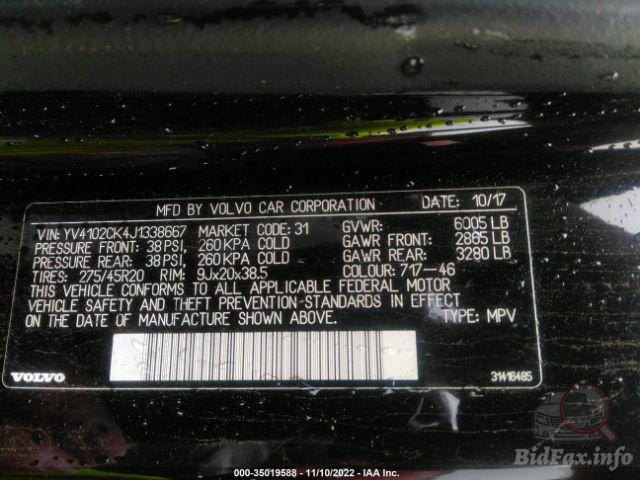 MFD BY VOLVO CAR CORPORATION DATE: 10/17
VIN: YV4102CK4J1338667 MARKET CODE: 31 GVWR: 6005 LB
PRESSURE FRONT: 38 PSI, 260 KPA COLD GAWR FRONT: 2865 LB
PRESSURE REAR: 38 PSI, 260 KPA COLD GAWR REAR: 3280 LB
TIRES: 275/45R20 RIM: 9Jx20x38.5 COLOUR: 717-46
THIS VEHICLE CONFORMS TO ALL APPLICABLE FEDERAL MOTOR
VEHICLE SAFETY AND THEFT PREVENTION STANDARDS IN EFFECT
ON THE DATE OF MANUFACTURE SHOWN ABOVE. TYPE: MPV
VOLVO 31416485
BidFax.info
000-35019588 - 11/10/2022 - IAA Inc.